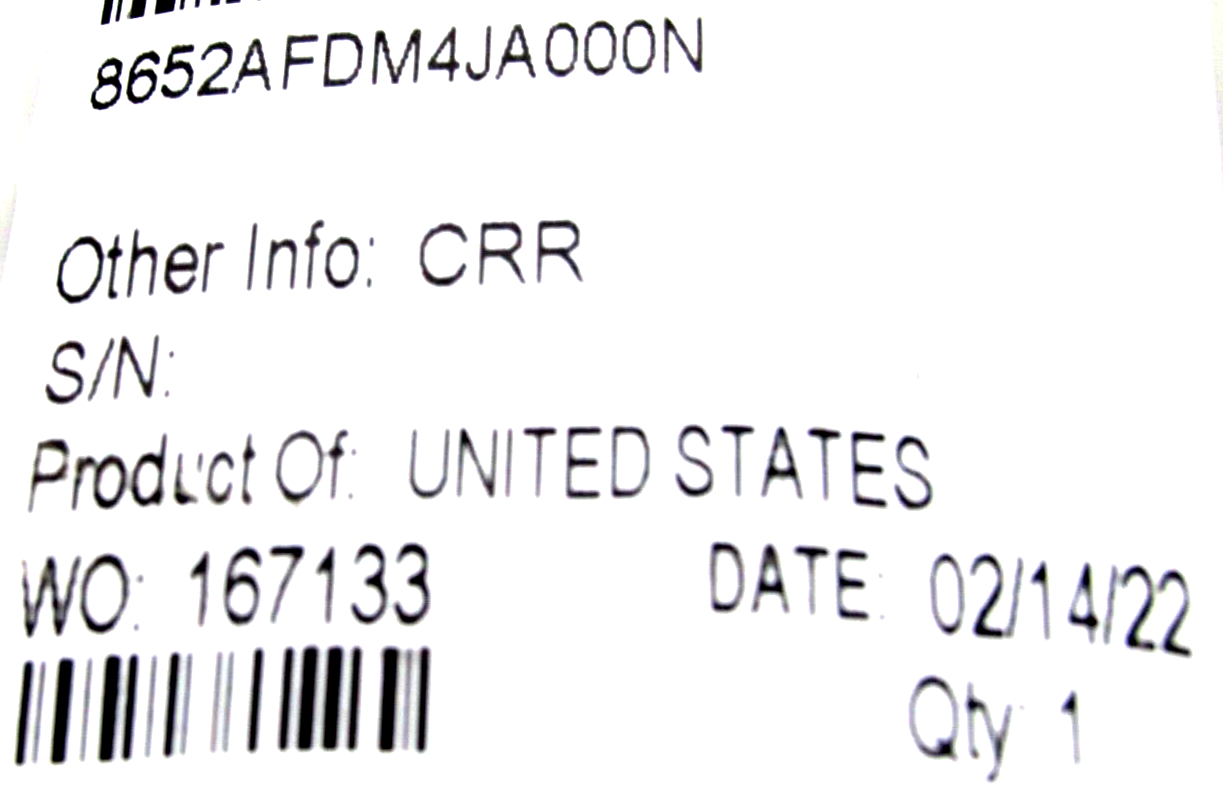 8652AFDM4JA000N
Other Info: CRR
S/N:
Product Of: UNITED STATES
WO: 167133
DATE: 02/14/22
Qty 1